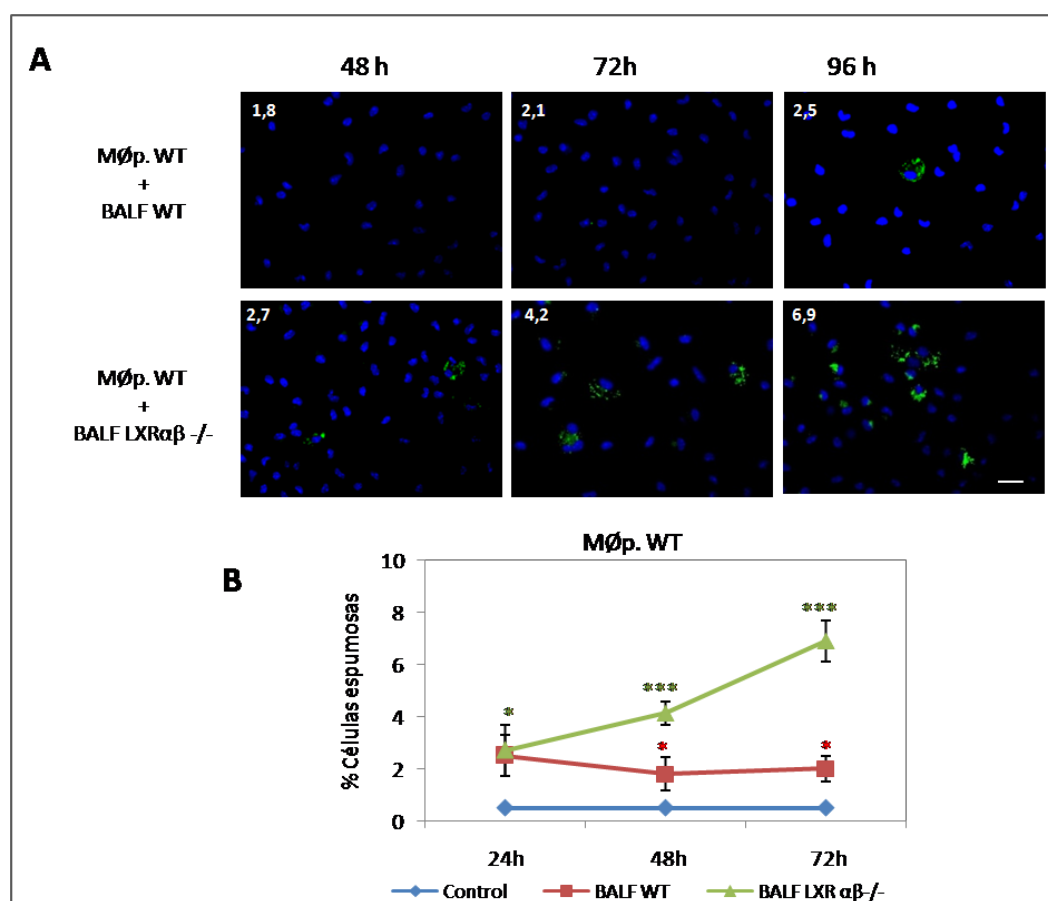 A
48 h 72h 96 h
MØp. WT
+
BALF WT
1,8 2,1 2,5
MØp. WT
+
BALF LXRαβ -/-
2,7 4,2 6,9
B
MØp. WT
% Células espumosas
10
8
6
4
2
0
***
***
*
*
*
24h 48h 72h
Control BALF WT BALF LXR αβ-/-